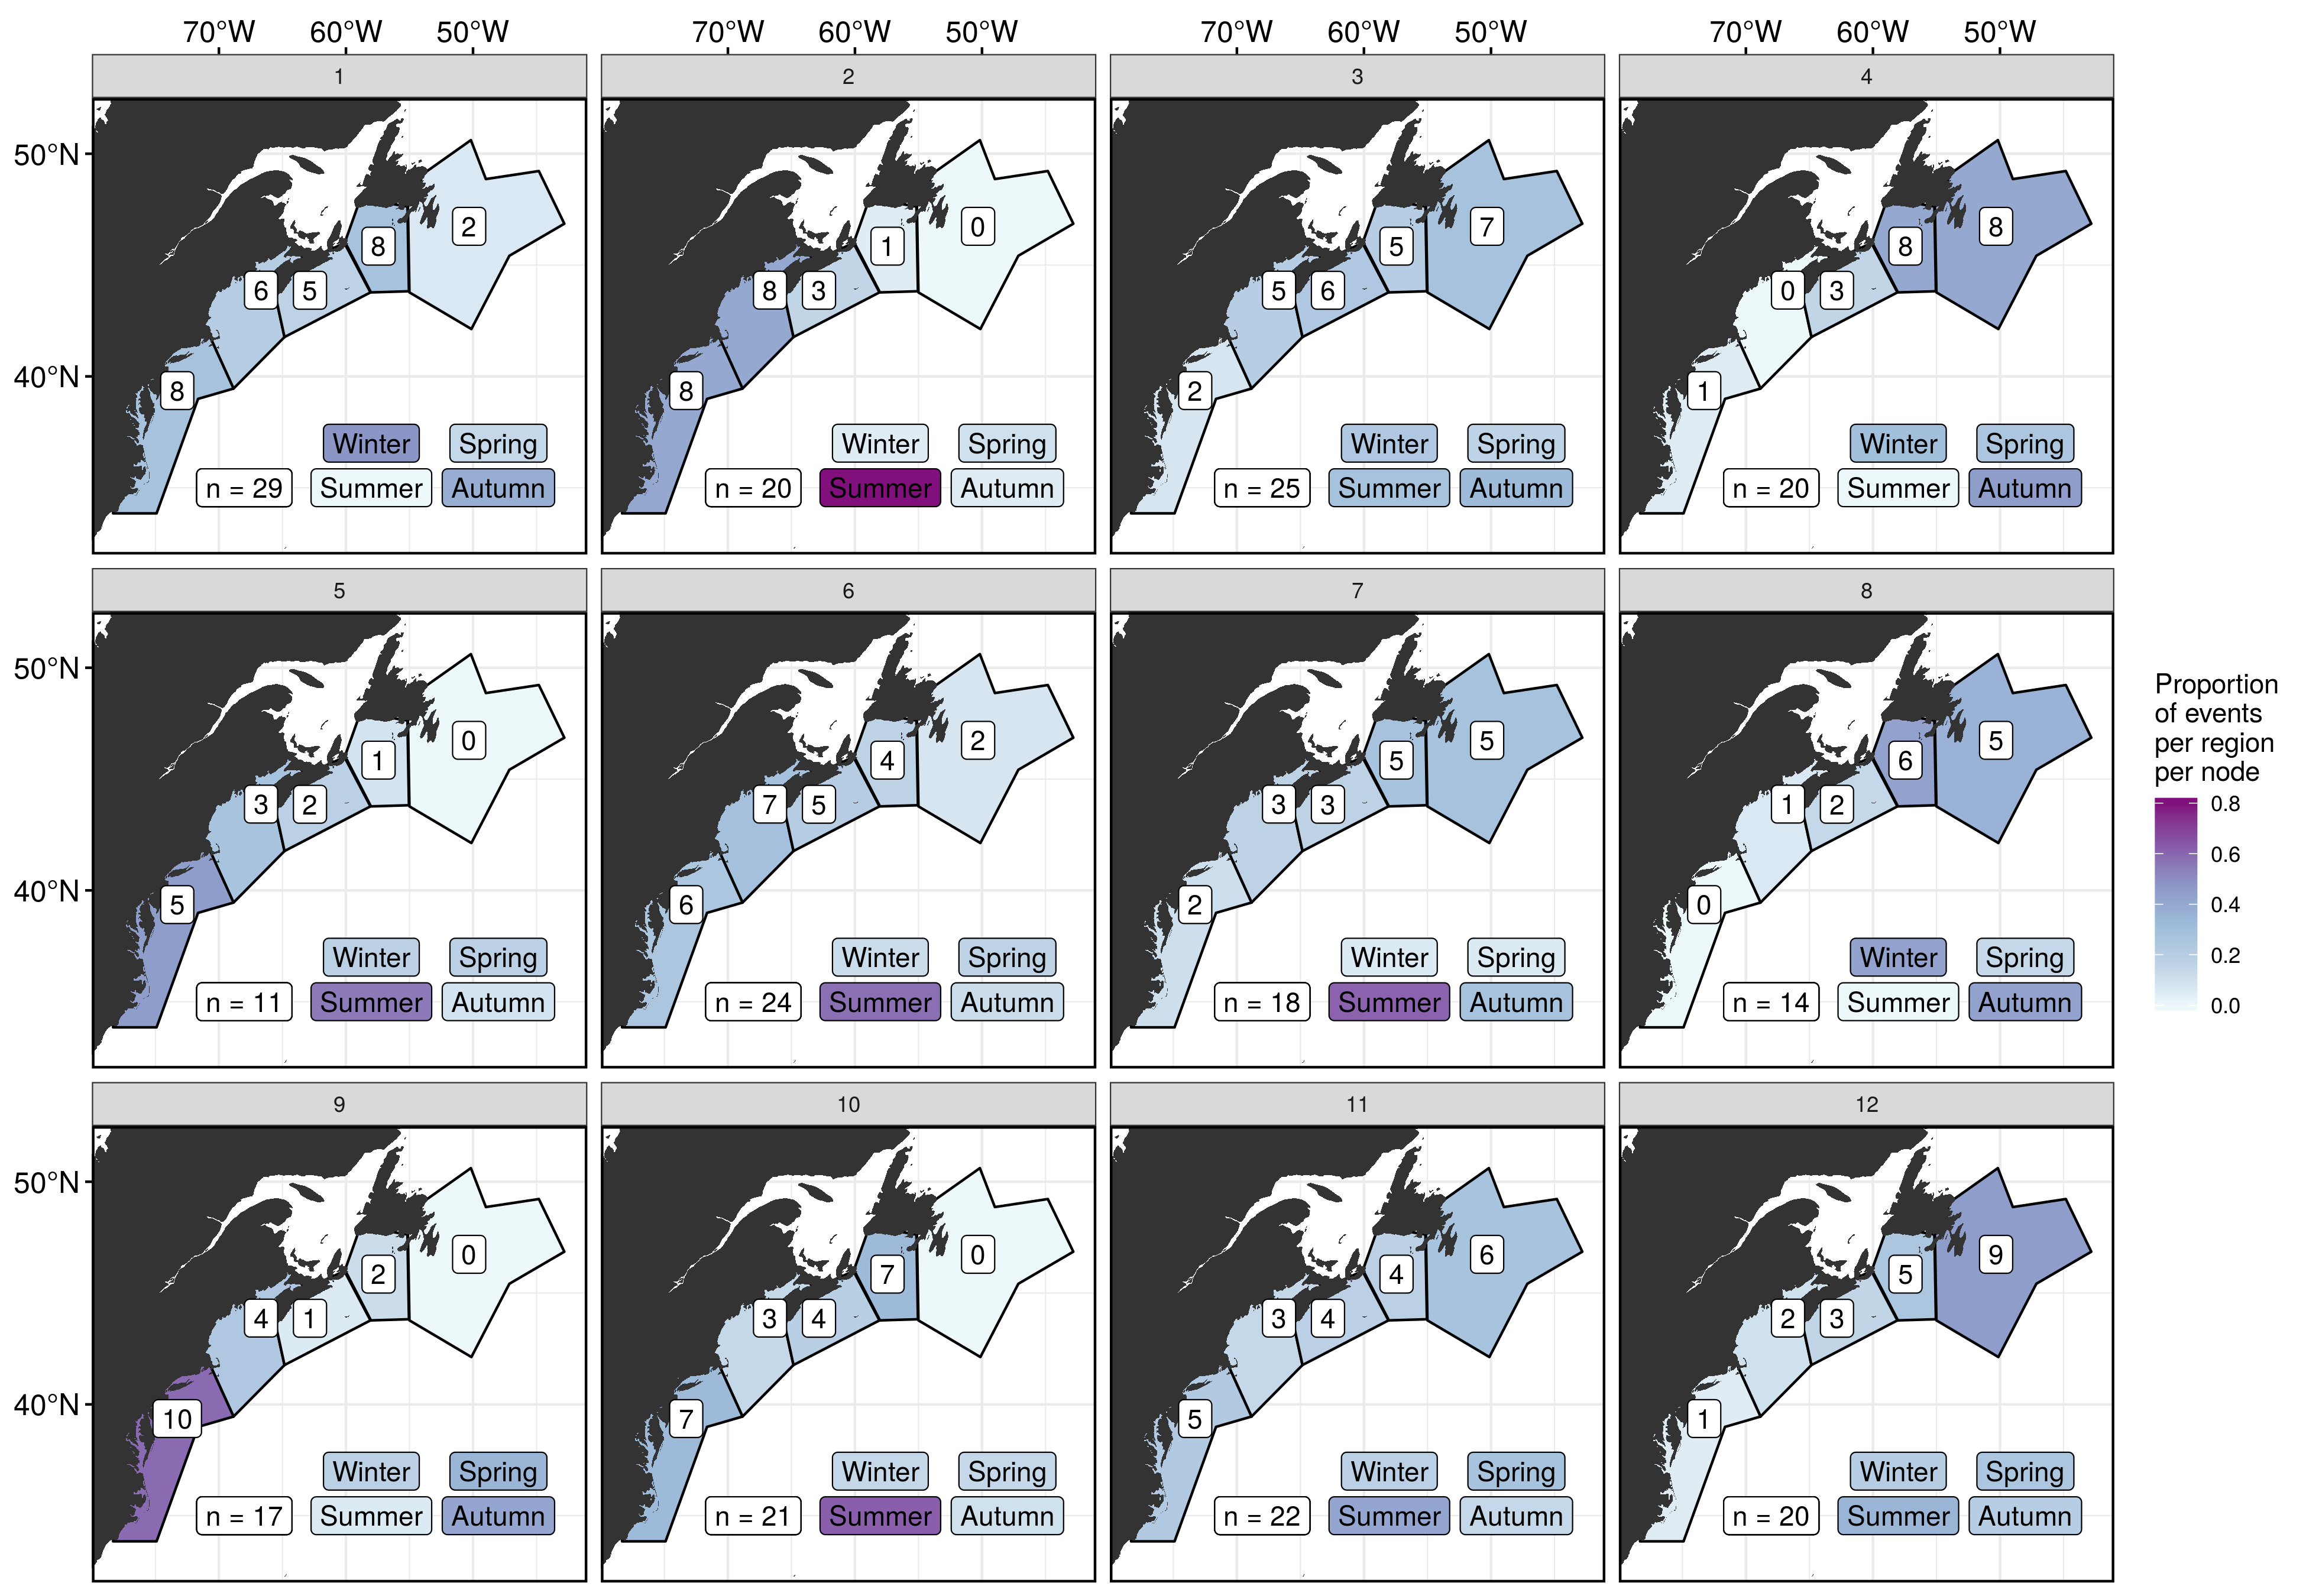 70°W 60°W 50°W 70°W 60°W 50°W 70°W 60°W 50°W 70°W 60°W 50°W
1 2 3 4
50°N
2 0 7 8
8 1 5 8
6 5 8 3 5 6 0 3
40°N
8 8 2 1
Winter Spring Winter Spring Winter Spring Winter Spring
n = 29 Summer Autumn n = 20 Summer Autumn n = 25 Summer Autumn n = 20 Summer Autumn
5 6 7 8
50°N
0 2 5 5
1 4 5 6
3 2 7 5 3 3 1 2
40°N
5 6 2 0
Winter Spring Winter Spring Winter Spring Winter Spring
n = 11 Summer Autumn n = 24 Summer Autumn n = 18 Summer Autumn n = 14 Summer Autumn
Proportion
of events
per region
per node
0.8
0.6
0.4
0.2
0.0
9 10 11 12
50°N
0 0 6 9
2 7 4 5
4 1 3 4 3 4 2 3
40°N
10 7 5 1
Winter Spring Winter Spring Winter Spring Winter Spring
n = 17 Summer Autumn n = 21 Summer Autumn n = 22 Summer Autumn n = 20 Summer Autumn